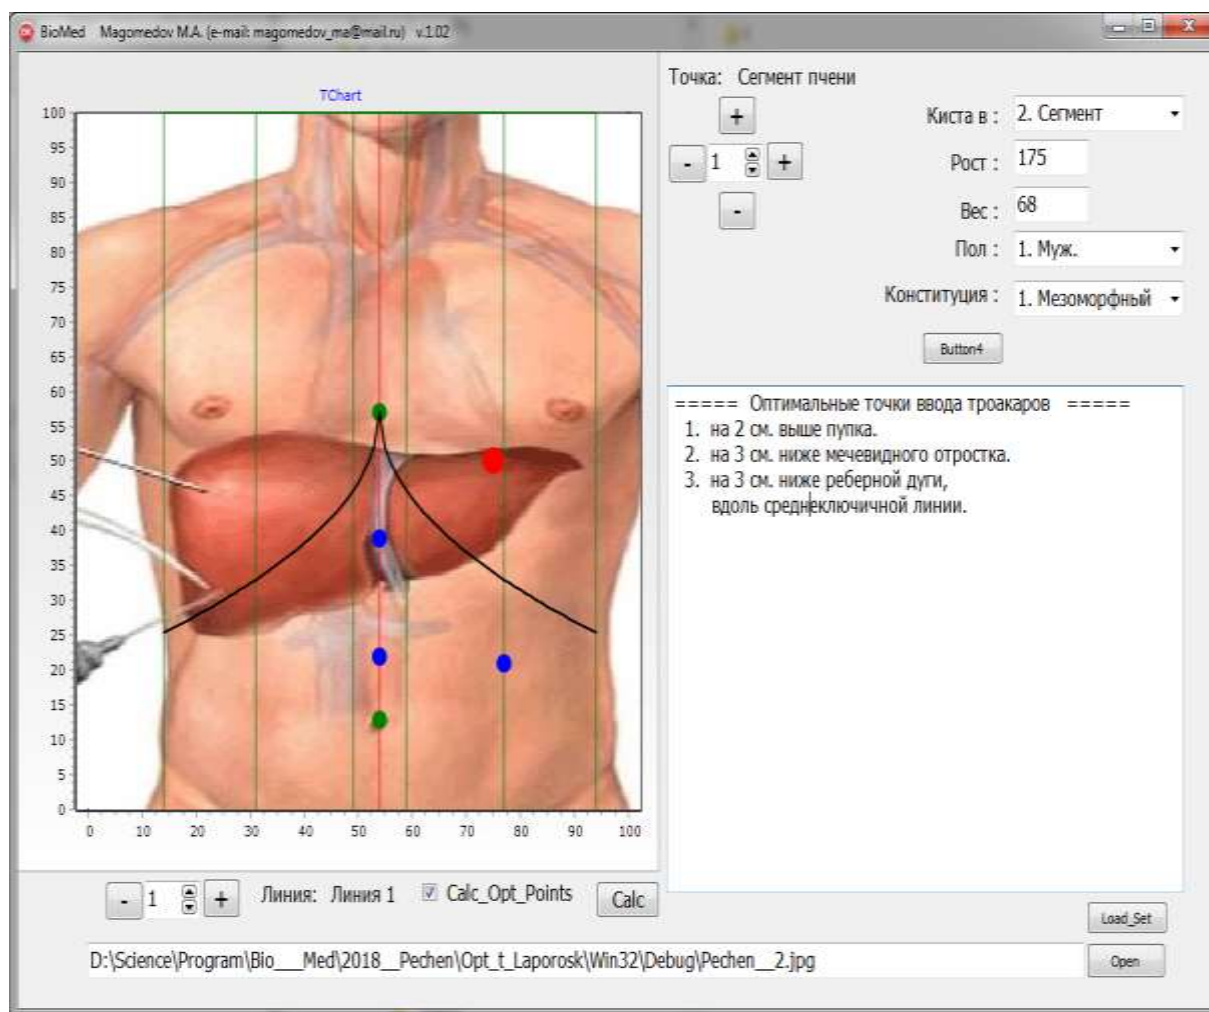 BioMed Magomedov M.A. (e-mail: magomedov_ma@mail.ru) v.1.02
TChart
100
95
90
85
80
75
70
65
60
55
50
45
40
35
30
25
20
15
10
5
0
0 10 20 30 40 50 60 70 80 90 100
Точка: Сегмент пчени
+
- 1 +
-
Киста в : 2. Сегмент
Рост : 175
Вес : 68
Пол : 1. Муж.
Конституция : 1. Мезоморфный
Button4
===== Оптимальные точки ввода троакаров =====
1. на 2 см. выше пупка.
2. на 3 см. ниже мечевидного отростка.
3. на 3 см. ниже реберной дуги,
вдоль среднеключичной линии.
- 1 + Линия: Линия 1 Calc_Opt_Points Calc
Load_Set
D:\Science\Program\Bio___Med\2018__Pechen\Opt_t_Laporosk\Win32\Debug\Pechen__2.jpg
Open